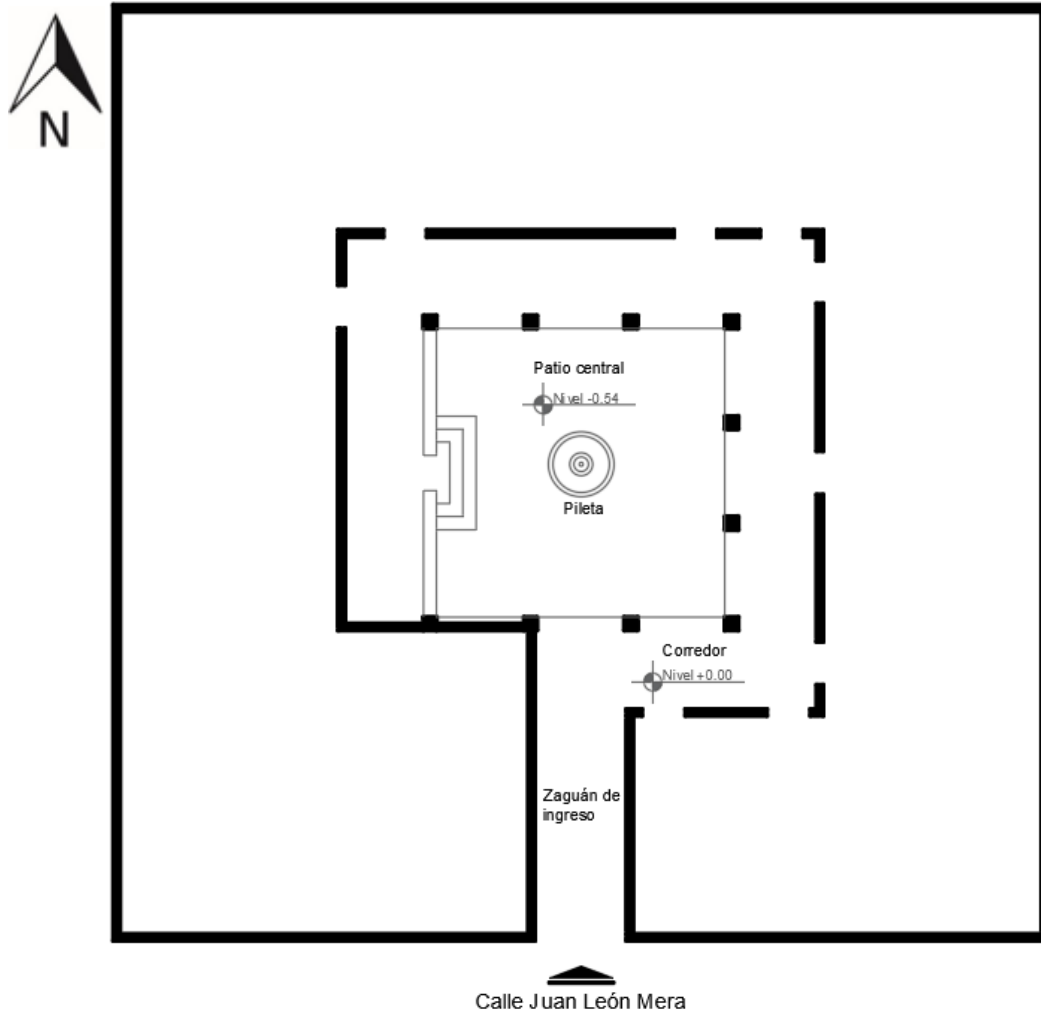 N
Patio central
Nivel -0.54
Pileta
Corredor
Nivel +0.00
Zaguán de
ingreso
Calle Juan León Mera